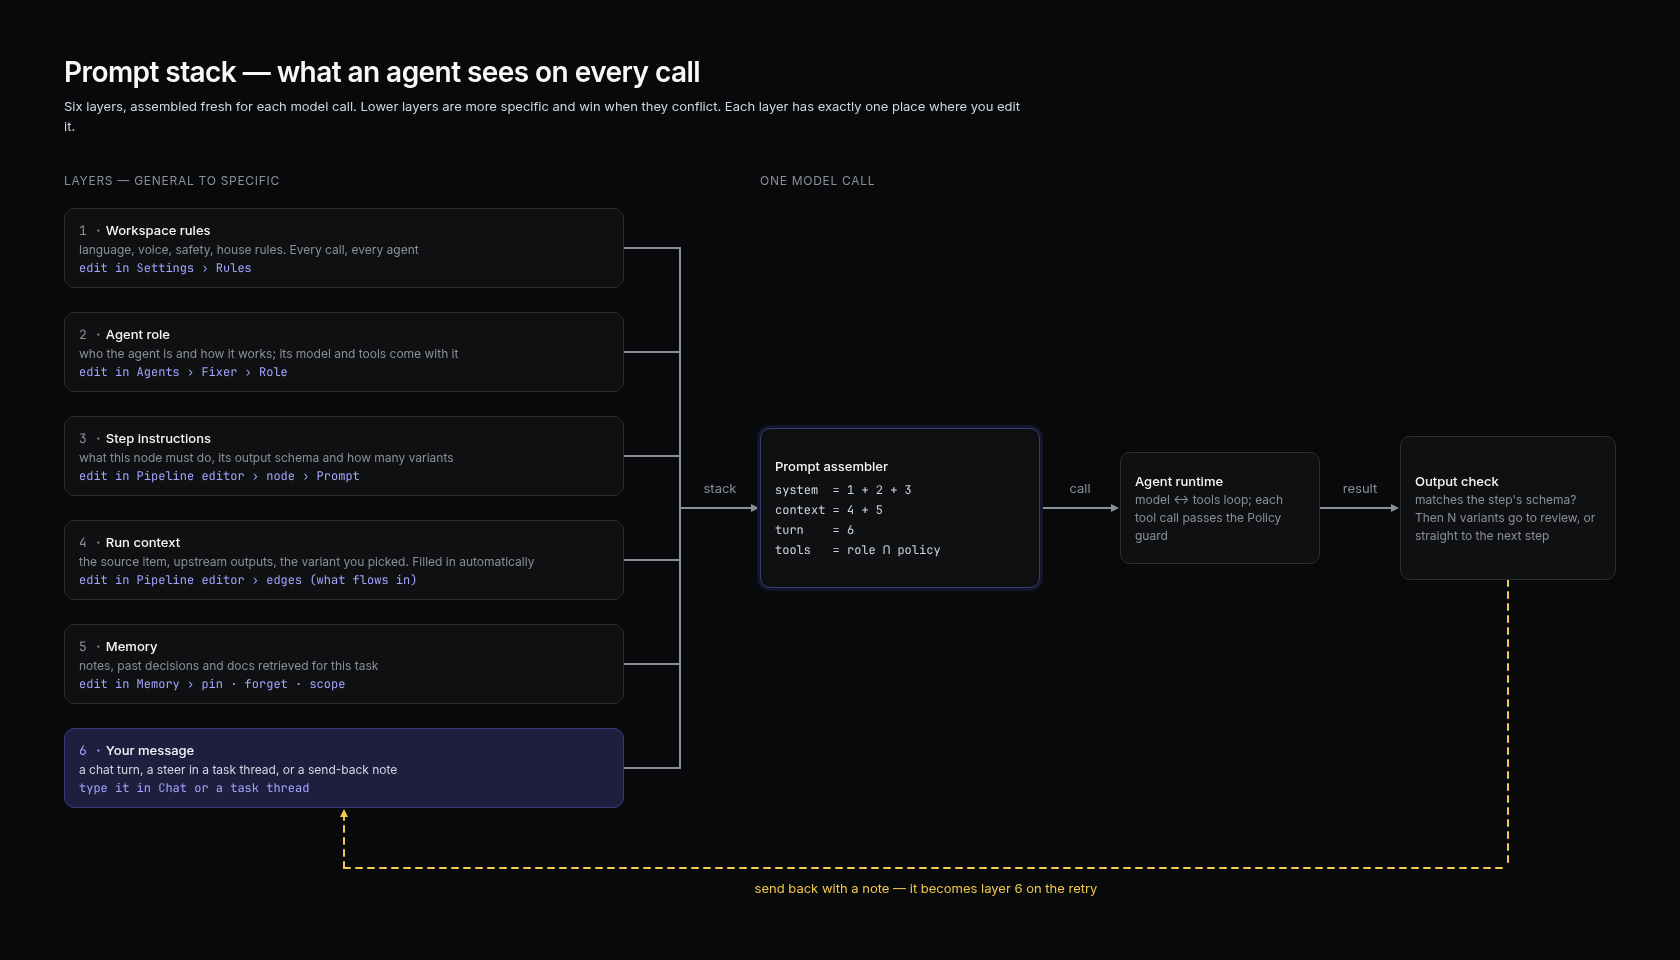 Prompt stack — what an agent sees on every call
Six layers, assembled fresh for each model call. Lower layers are more specific and win when they conflict. Each layer has exactly one place where you edit
it.
LAYERS — GENERAL TO SPECIFIC
1 · Workspace rules
language, voice, safety, house rules. Every call, every agent
edit in Settings › Rules
2 · Agent role
who the agent is and how it works; its model and tools come with it
edit in Agents › Fixer › Role
3 · Step instructions
what this node must do, its output schema and how many variants
edit in Pipeline editor › node › Prompt
4 · Run context
the source item, upstream outputs, the variant you picked. Filled in automatically
edit in Pipeline editor › edges (what flows in)
5 · Memory
notes, past decisions and docs retrieved for this task
edit in Memory › pin · forget · scope
6 · Your message
a chat turn, a steer in a task thread, or a send-back note
type it in Chat or a task thread
ONE MODEL CALL
stack
Prompt assembler
system = 1 + 2 + 3
context = 4 + 5
turn = 6
tools = role ∩ policy
call
Agent runtime
model ↔ tools loop; each
tool call passes the Policy
guard
result
Output check
matches the step's schema?
Then N variants go to review, or
straight to the next step
send back with a note — it becomes layer 6 on the retry